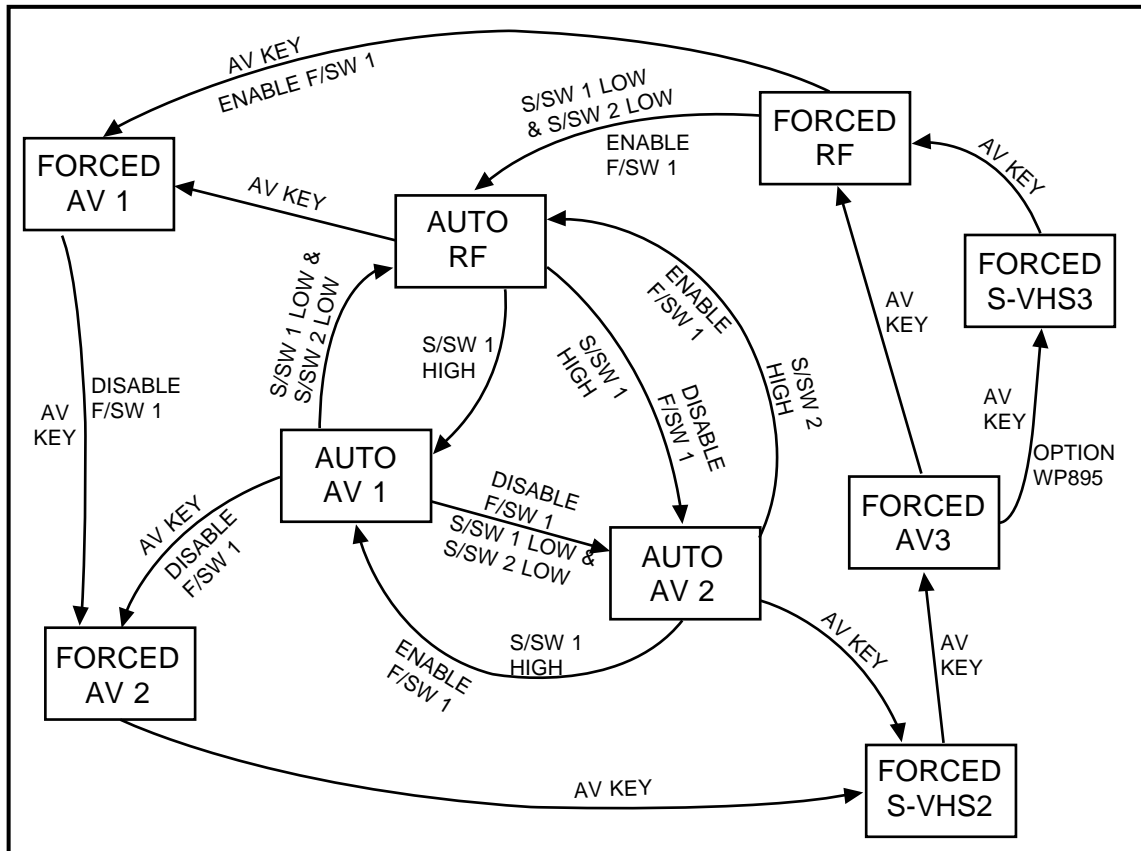 AV KEY
ENABLE F/SW 1
S/SW 1 LOW
& S/SW 2 LOW
ENABLE
F/SW 1
FORCED
RF
FORCED
AV 1
AV KEY
AUTO
RF
AV KEY
FORCED
S-VHS3
S/SW 1 LOW &
S/SW 2 LOW
S/SW 1
HIGH
S/SW 1
HIGH
DISABLE
F/SW 1
ENABLE
F/SW 1
S/SW 2
HIGH
AV
KEY
AV
KEY
OPTION
WP895
DISABLE
F/SW 1
AV
KEY
AUTO
AV 1
DISABLE
F/SW 1
S/SW 1 LOW &
S/SW 2 LOW
AV KEY
DISABLE
F/SW 1
AUTO
AV 2
FORCED
AV3
FORCED
AV 2
ENABLE
F/SW 1
S/SW 1
HIGH
AV KEY
AV
KEY
AV KEY
FORCED
S-VHS2